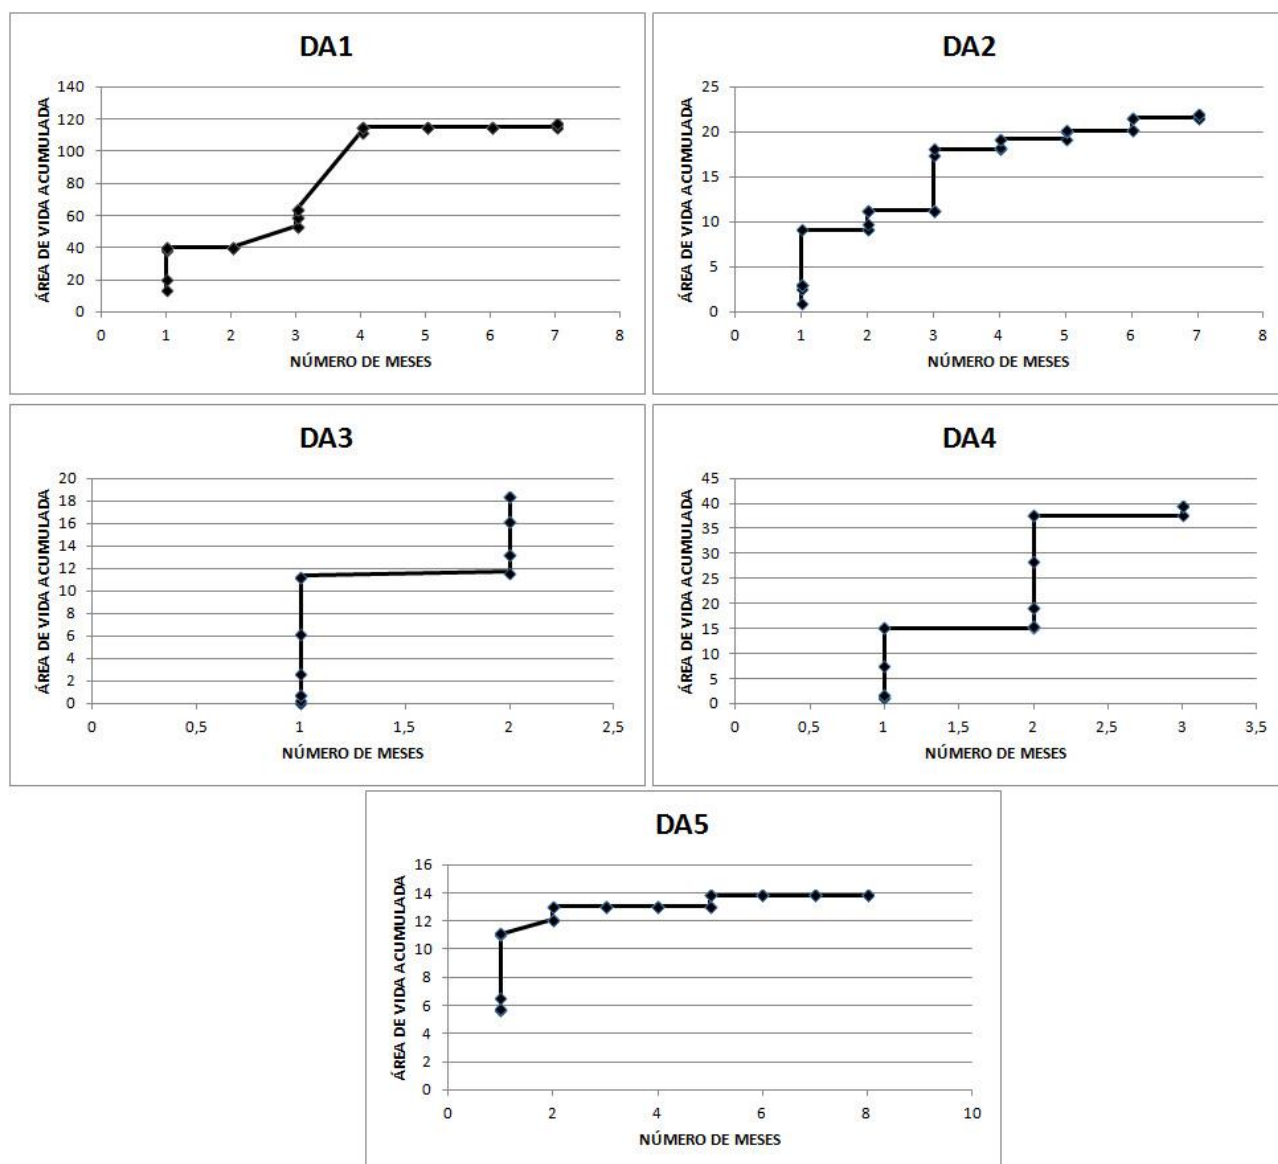 DA1
ÁREA DE VIDA ACUMULADA
140
120
100
80
60
40
20
0
0 1 2 3 4 5 6 7 8
NÚMERO DE MESES
DA2
ÁREA DE VIDA ACUMULADA
25
20
15
10
5
0
0 1 2 3 4 5 6 7 8
NÚMERO DE MESES
DA3
ÁREA DE VIDA ACUMULADA
20
18
16
14
12
10
8
6
4
2
0
0 0,5 1 1,5 2 2,5
NÚMERO DE MESES
DA4
ÁREA DE VIDA ACUMULADA
45
40
35
30
25
20
15
10
5
0
0 0,5 1 1,5 2 2,5 3 3,5
NÚMERO DE MESES
DA5
ÁREA DE VIDA ACUMULADA
16
14
12
10
8
6
4
2
0
0 2 4 6 8 10
NÚMERO DE MESES